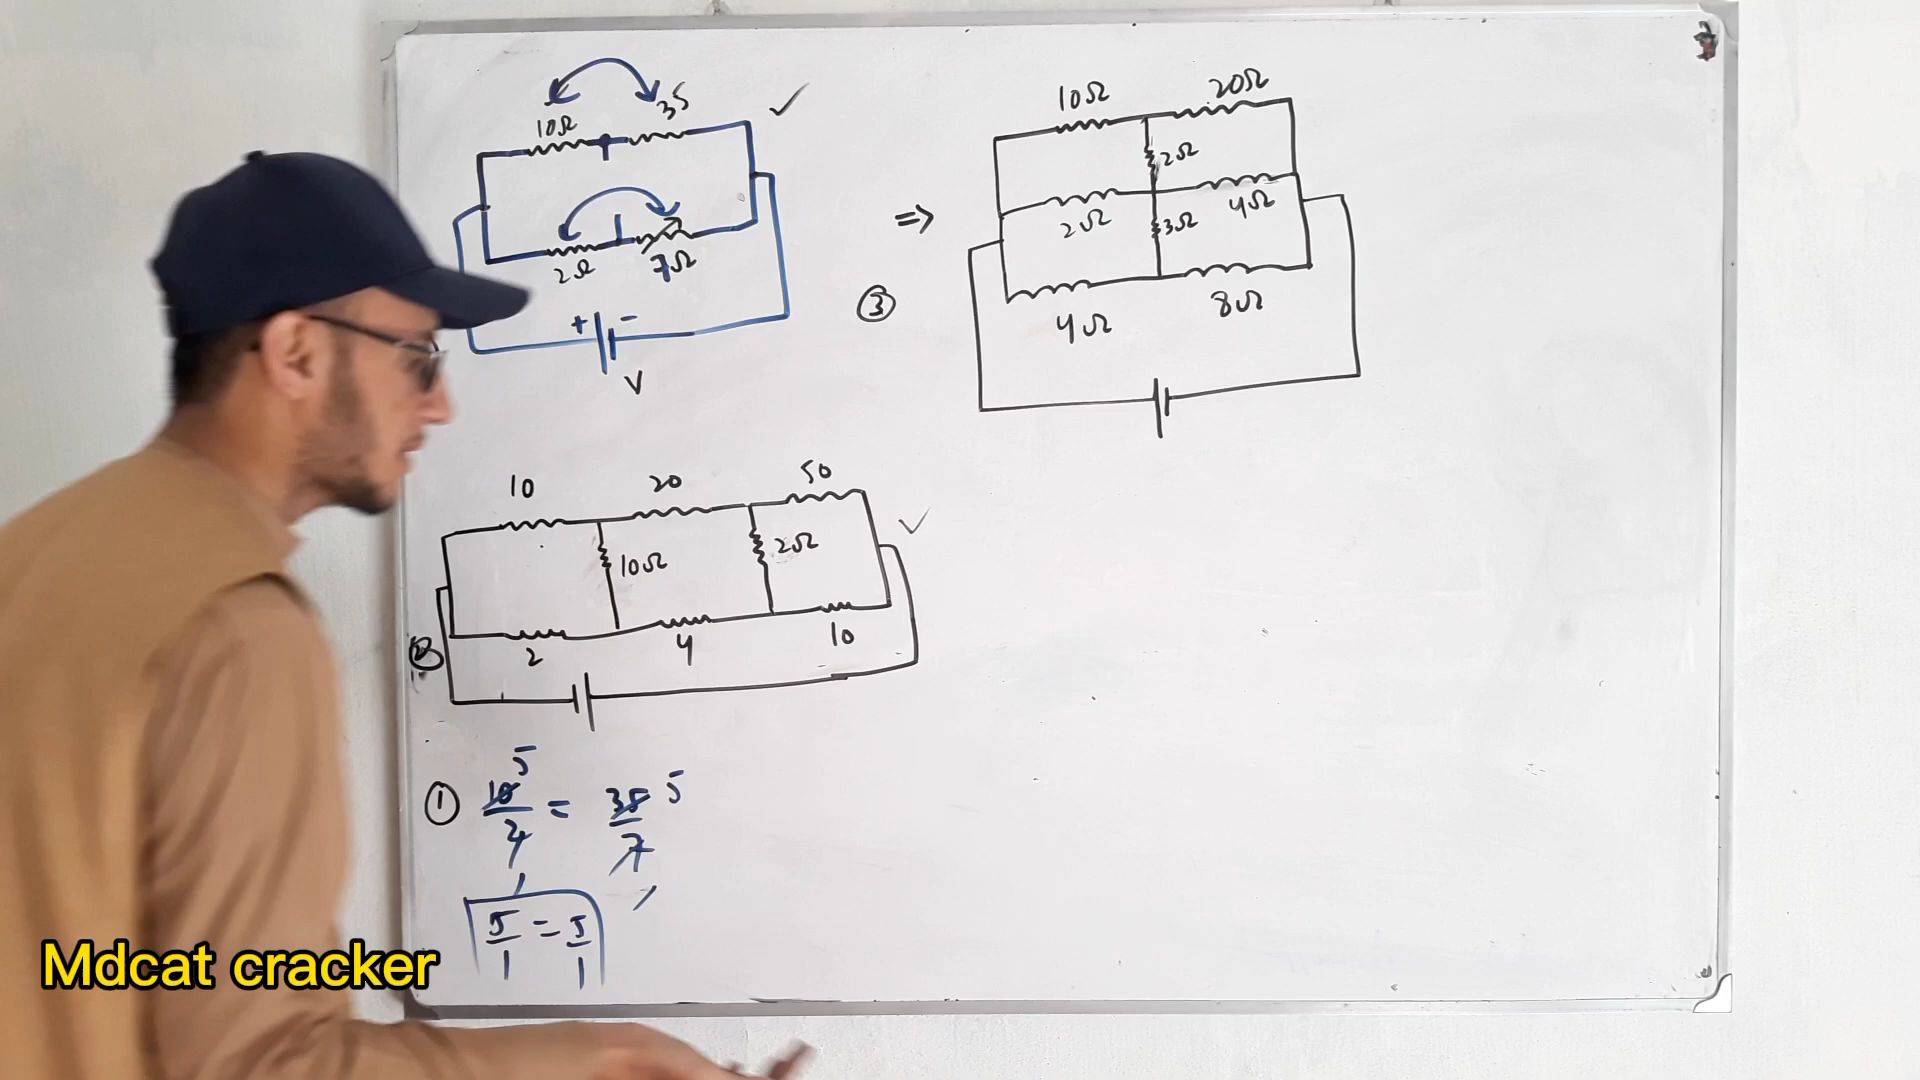 10Ω 35
2Ω 7Ω
+ -
V
⇒
③
10Ω 20Ω
2Ω
2Ω 3Ω 4Ω
4Ω 8Ω
10 20 50
10Ω 2Ω
2 4 10
① 10 5 / 2 = 35 5 / 7
5/1 = 5/1
Mdcat cracker